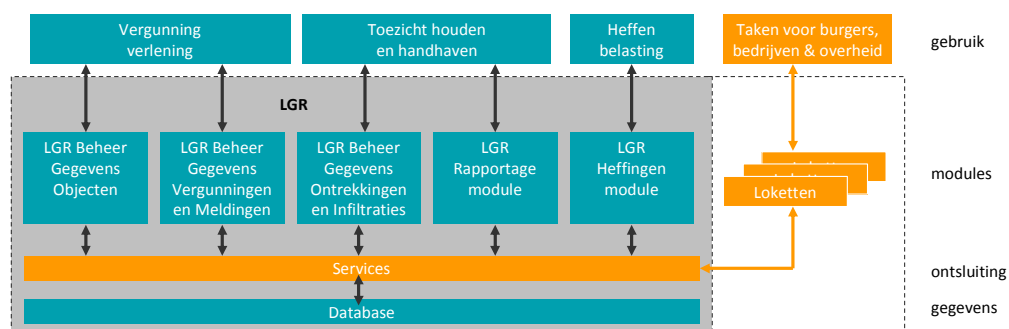 Vergunning
verlening
Toezicht houden
en handhaven
Heffen
belasting
Taken voor burgers,
bedrijven & overheid
gebruik
LGR
LGR Beheer
Gegevens
Objecten
LGR Beheer
Gegevens
Vergunningen
en Meldingen
LGR Beheer
Gegevens
Ontrekkingen
en Infiltraties
LGR
Rapportage
module
LGR
Heffingen
module
Loketten
modules
Services
ontsluiting
Database
gegevens